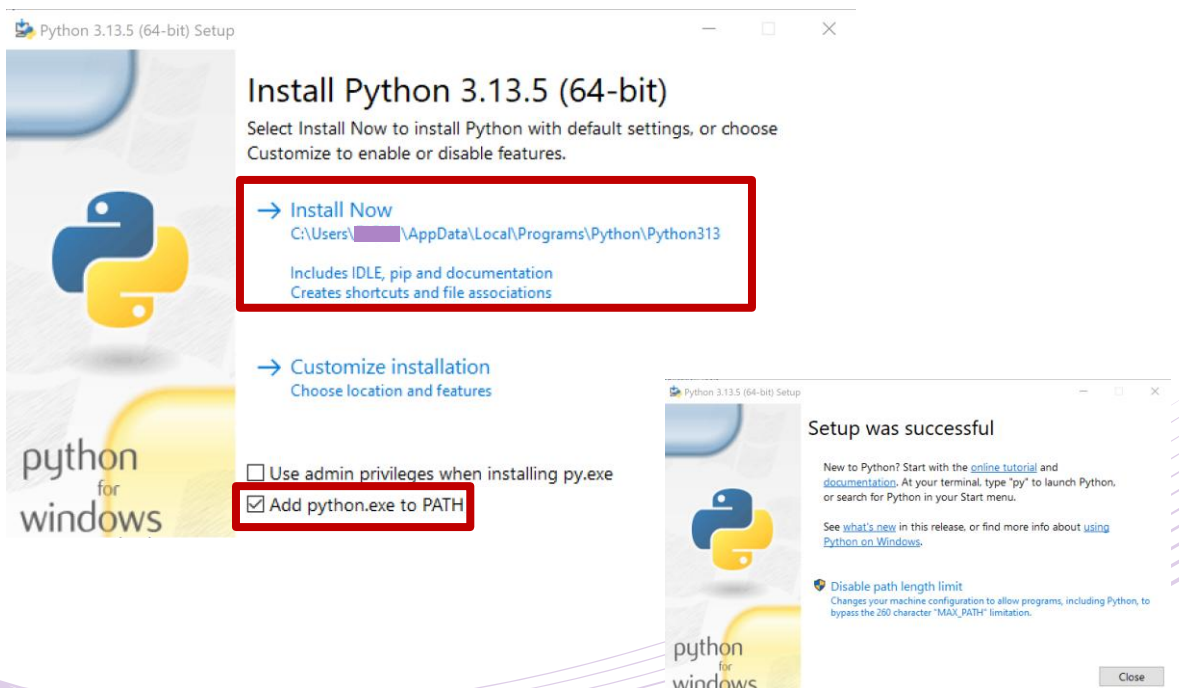 Python 3.13.5 (64-bit) Setup
Install Python 3.13.5 (64-bit)
Select Install Now to install Python with default settings, or choose
Customize to enable or disable features.
→ Install Now
C:\Users\ \AppData\Local\Programs\Python\Python313
Includes IDLE, pip and documentation
Creates shortcuts and file associations
→ Customize installation
Choose location and features
Use admin privileges when installing py.exe
Add python.exe to PATH
python
for
windows
Python 3.13.5 (64-bit) Setup
Setup was successful
New to Python? Start with the online tutorial and
documentation. At your terminal, type "py" to launch Python,
or search for Python in your Start menu.
See what's new in this release, or find more info about using
Python on Windows.
Disable path length limit
Changes your machine configuration to allow programs, including Python, to
bypass the 260 character "MAX_PATH" limitation.
python
for
windows
Close